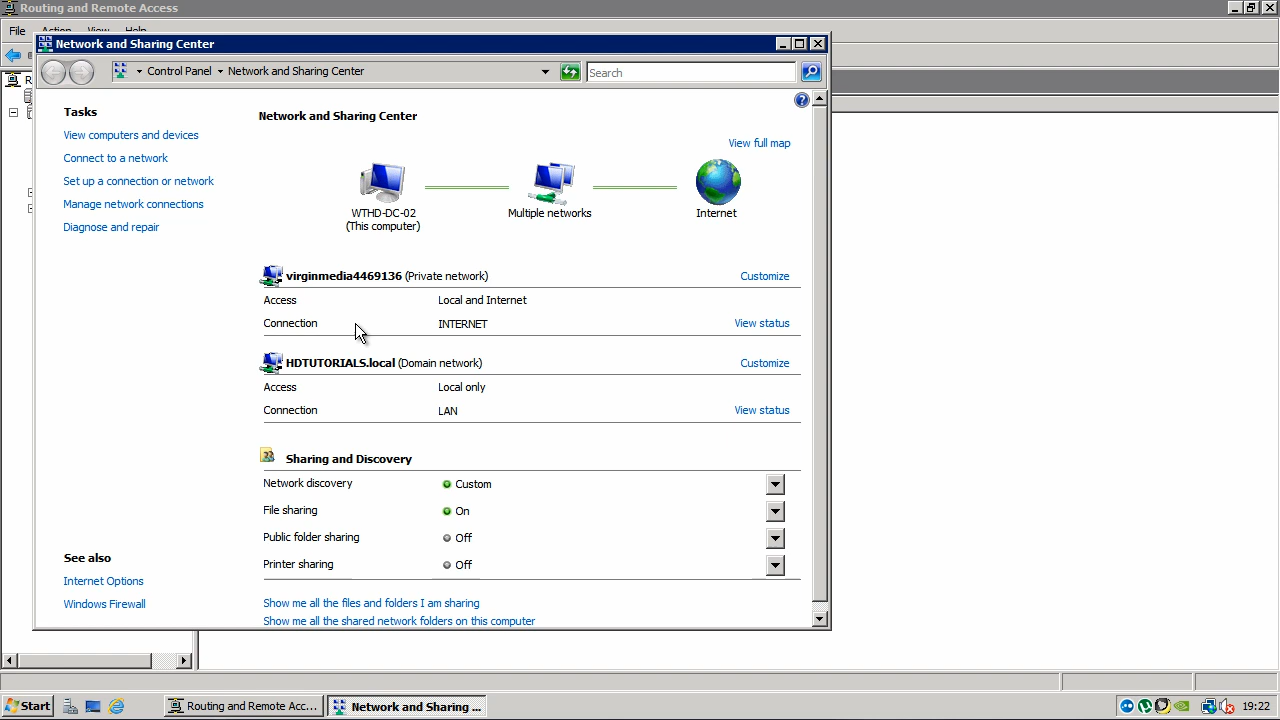 Routing and Remote Access
File Action View Help
Network and Sharing Center
Control Panel Network and Sharing Center Search
Tasks
View computers and devices
Connect to a network
Set up a connection or network
Manage network connections
Diagnose and repair
See also
Internet Options
Windows Firewall
Network and Sharing Center
View full map
WTHD-DC-02
(This computer)
Multiple networks
Internet
virginmedia4469136 (Private network) Customize
Access Local and Internet
Connection INTERNET View status
HDTUTORIALS.local (Domain network) Customize
Access Local only
Connection LAN View status
Sharing and Discovery
Network discovery Custom
File sharing On
Public folder sharing Off
Printer sharing Off
Show me all the files and folders I am sharing
Show me all the shared network folders on this computer
Start Routing and Remote Acc... Network and Sharing ... 19:22